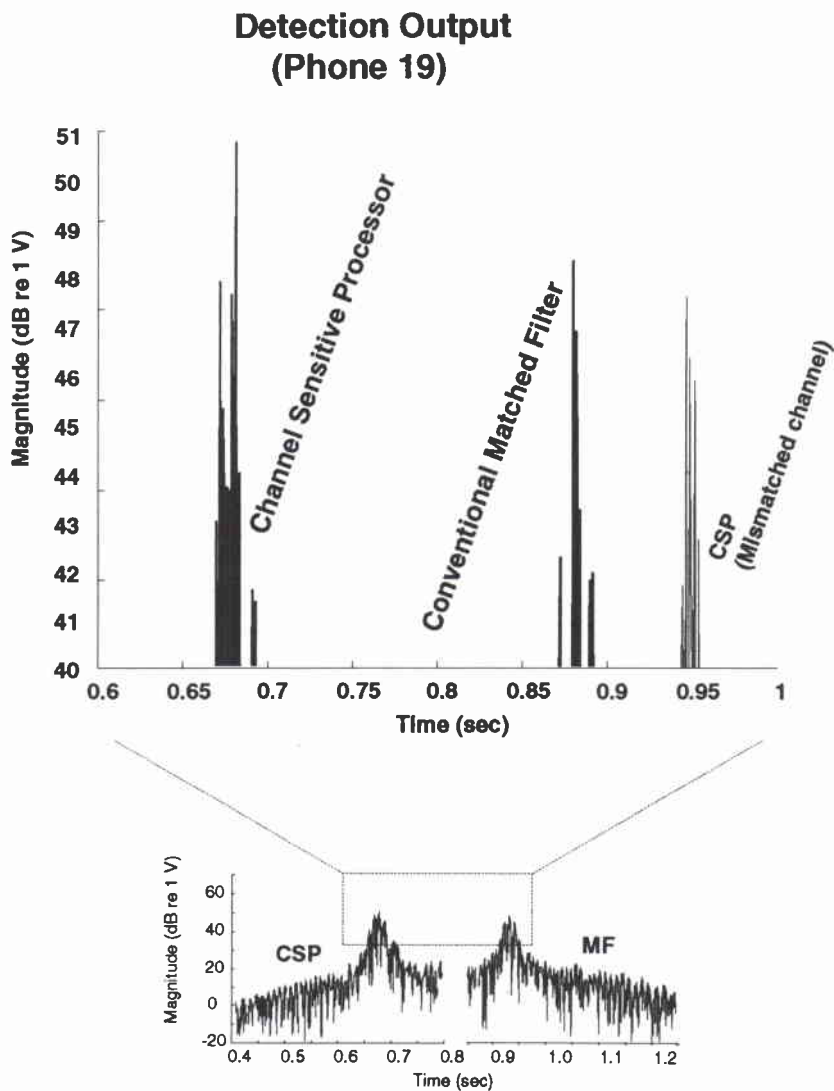 Detection Output
(Phone 19)
51
50
49
48
47
46
45
44
43
42
41
40
Magnitude (dB re 1 V)
Channel Sensitive Processor
Conventional Matched Filter
CSP
(MIsmatched channel)
0.6
0.65
0.7
0.75
0.8
0.85
0.9
0.95
1
Time (sec)
60
40
20
0
-20
Magnitude (dB re 1 V)
CSP
MF
0.4
0.5
0.6
0.7
0.8
0.9
1.0
1.1
1.2
Time (sec)